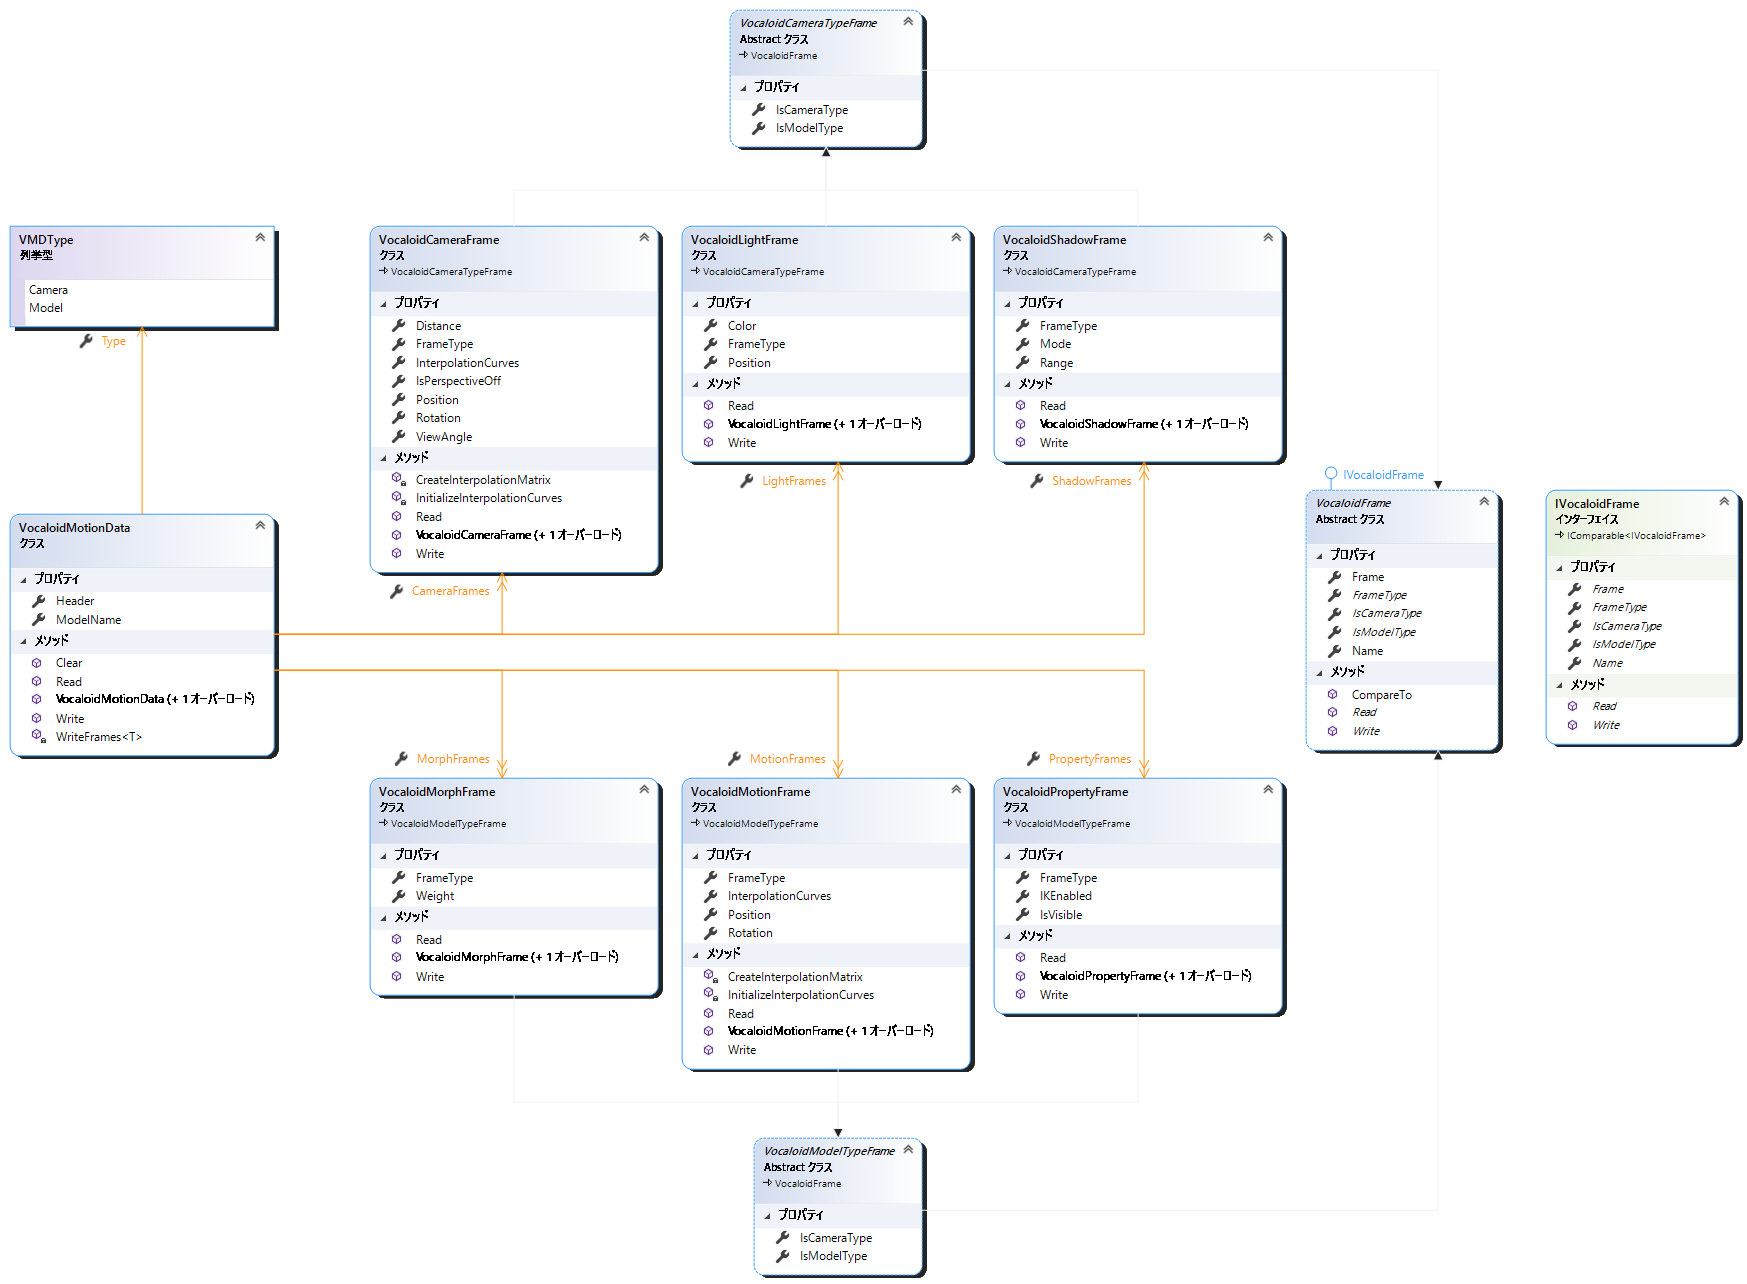 VocaloidCameraTypeFrame
Abstract クラス
VocaloidFrame
プロパティ
IsCameraType
IsModelType
VMDType
列挙型
Camera
Model
Type
VocaloidCameraFrame
クラス
VocaloidCameraTypeFrame
プロパティ
Distance
FrameType
InterpolationCurves
IsPerspectiveOff
Position
Rotation
ViewAngle
メソッド
CreateInterpolationMatrix
InitializeInterpolationCurves
Read
VocaloidCameraFrame (+ 1 オーバーロード)
Write
CameraFrames
VocaloidLightFrame
クラス
VocaloidCameraTypeFrame
プロパティ
Color
FrameType
Position
メソッド
Read
VocaloidLightFrame (+ 1 オーバーロード)
Write
LightFrames
VocaloidShadowFrame
クラス
VocaloidCameraTypeFrame
プロパティ
FrameType
Mode
Range
メソッド
Read
VocaloidShadowFrame (+ 1 オーバーロード)
Write
ShadowFrames
VocaloidMotionData
クラス
プロパティ
Header
ModelName
メソッド
Clear
Read
VocaloidMotionData (+ 1 オーバーロード)
Write
WriteFrames<T>
IVocaloidFrame
VocaloidFrame
Abstract クラス
プロパティ
Frame
FrameType
IsCameraType
IsModelType
Name
メソッド
CompareTo
Read
Write
IVocaloidFrame
インターフェイス
IComparable<IVocaloidFrame>
プロパティ
Frame
FrameType
IsCameraType
IsModelType
Name
メソッド
Read
Write
MorphFrames
VocaloidMorphFrame
クラス
VocaloidModelTypeFrame
プロパティ
FrameType
Weight
メソッド
Read
VocaloidMorphFrame (+ 1 オーバーロード)
Write
MotionFrames
VocaloidMotionFrame
クラス
VocaloidModelTypeFrame
プロパティ
FrameType
InterpolationCurves
Position
Rotation
メソッド
CreateInterpolationMatrix
InitializeInterpolationCurves
Read
VocaloidMotionFrame (+ 1 オーバーロード)
Write
PropertyFrames
VocaloidPropertyFrame
クラス
VocaloidModelTypeFrame
プロパティ
FrameType
IKEnabled
IsVisible
メソッド
Read
VocaloidPropertyFrame (+ 1 オーバーロード)
Write
VocaloidModelTypeFrame
Abstract クラス
VocaloidFrame
プロパティ
IsCameraType
IsModelType